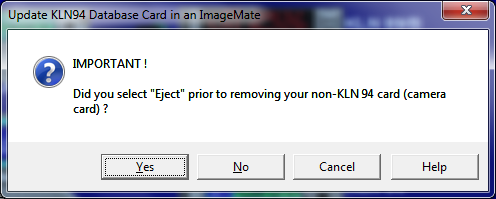 Update KLN94 Database Card in an ImageMate
IMPORTANT !
Did you select "Eject" prior to removing your non-KLN 94 card (camera
card) ?
Yes No Cancel Help